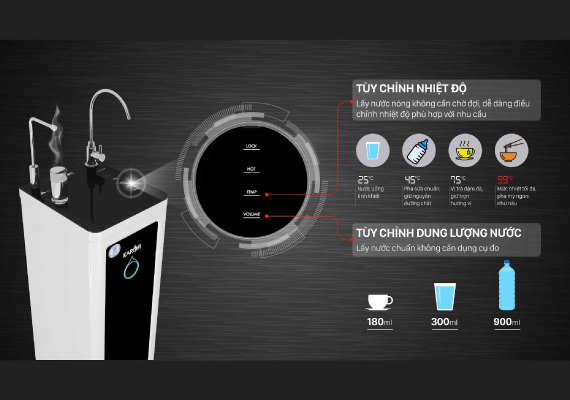 TÙY CHỈNH NHIỆT ĐỘ
Lấy nước nóng không cần chờ đợi, dễ dàng điều
chỉnh nhiệt độ phù hợp với nhu cầu
LOCK
HOT
TEMP
VOLUME
25°C
45°C
75°C
99°C
Nước uống
tinh khiết
Pha sữa chuẩn,
giữ nguyên
dưỡng chất
Vị trà đậm đà,
giữ trọn
hương vị
Mức nhiệt tối đa,
pha mỳ ngon
như nấu
KAROFI
TÙY CHỈNH DUNG LƯỢNG NƯỚC
Lấy nước chuẩn không cần dụng cụ đo
180ml
300ml
900ml